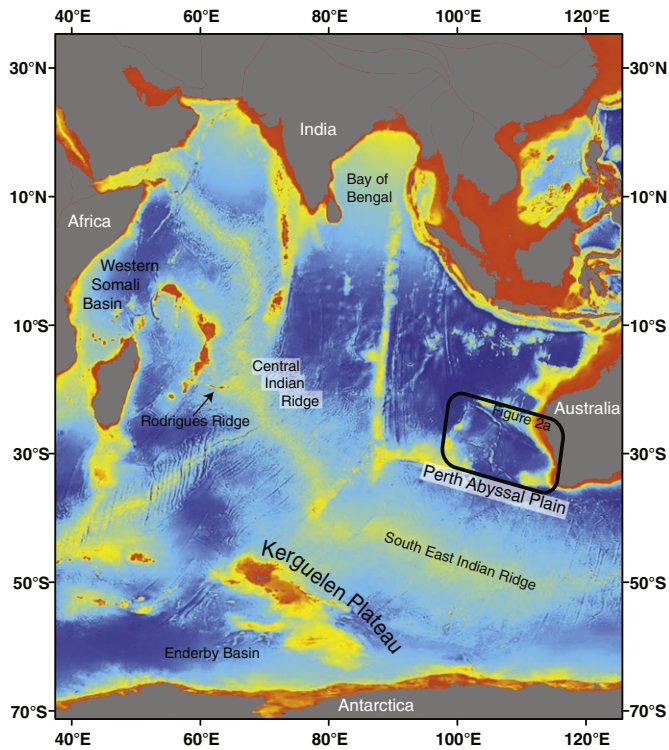 40°E 60°E 80°E 100°E 120°E
30°N 30°N
India
Bay of
Bengal
10°N 10°N
Africa
Western
Somali
Basin
10°S 10°S
Central
Indian
Ridge
Rodrigues Ridge
Figure 2a
Australia
30°S 30°S
Perth Abyssal Plain
South East Indian Ridge
Kerguelen Plateau
50°S 50°S
Enderby Basin
Antarctica
70°S 70°S
40°E 60°E 80°E 100°E 120°E